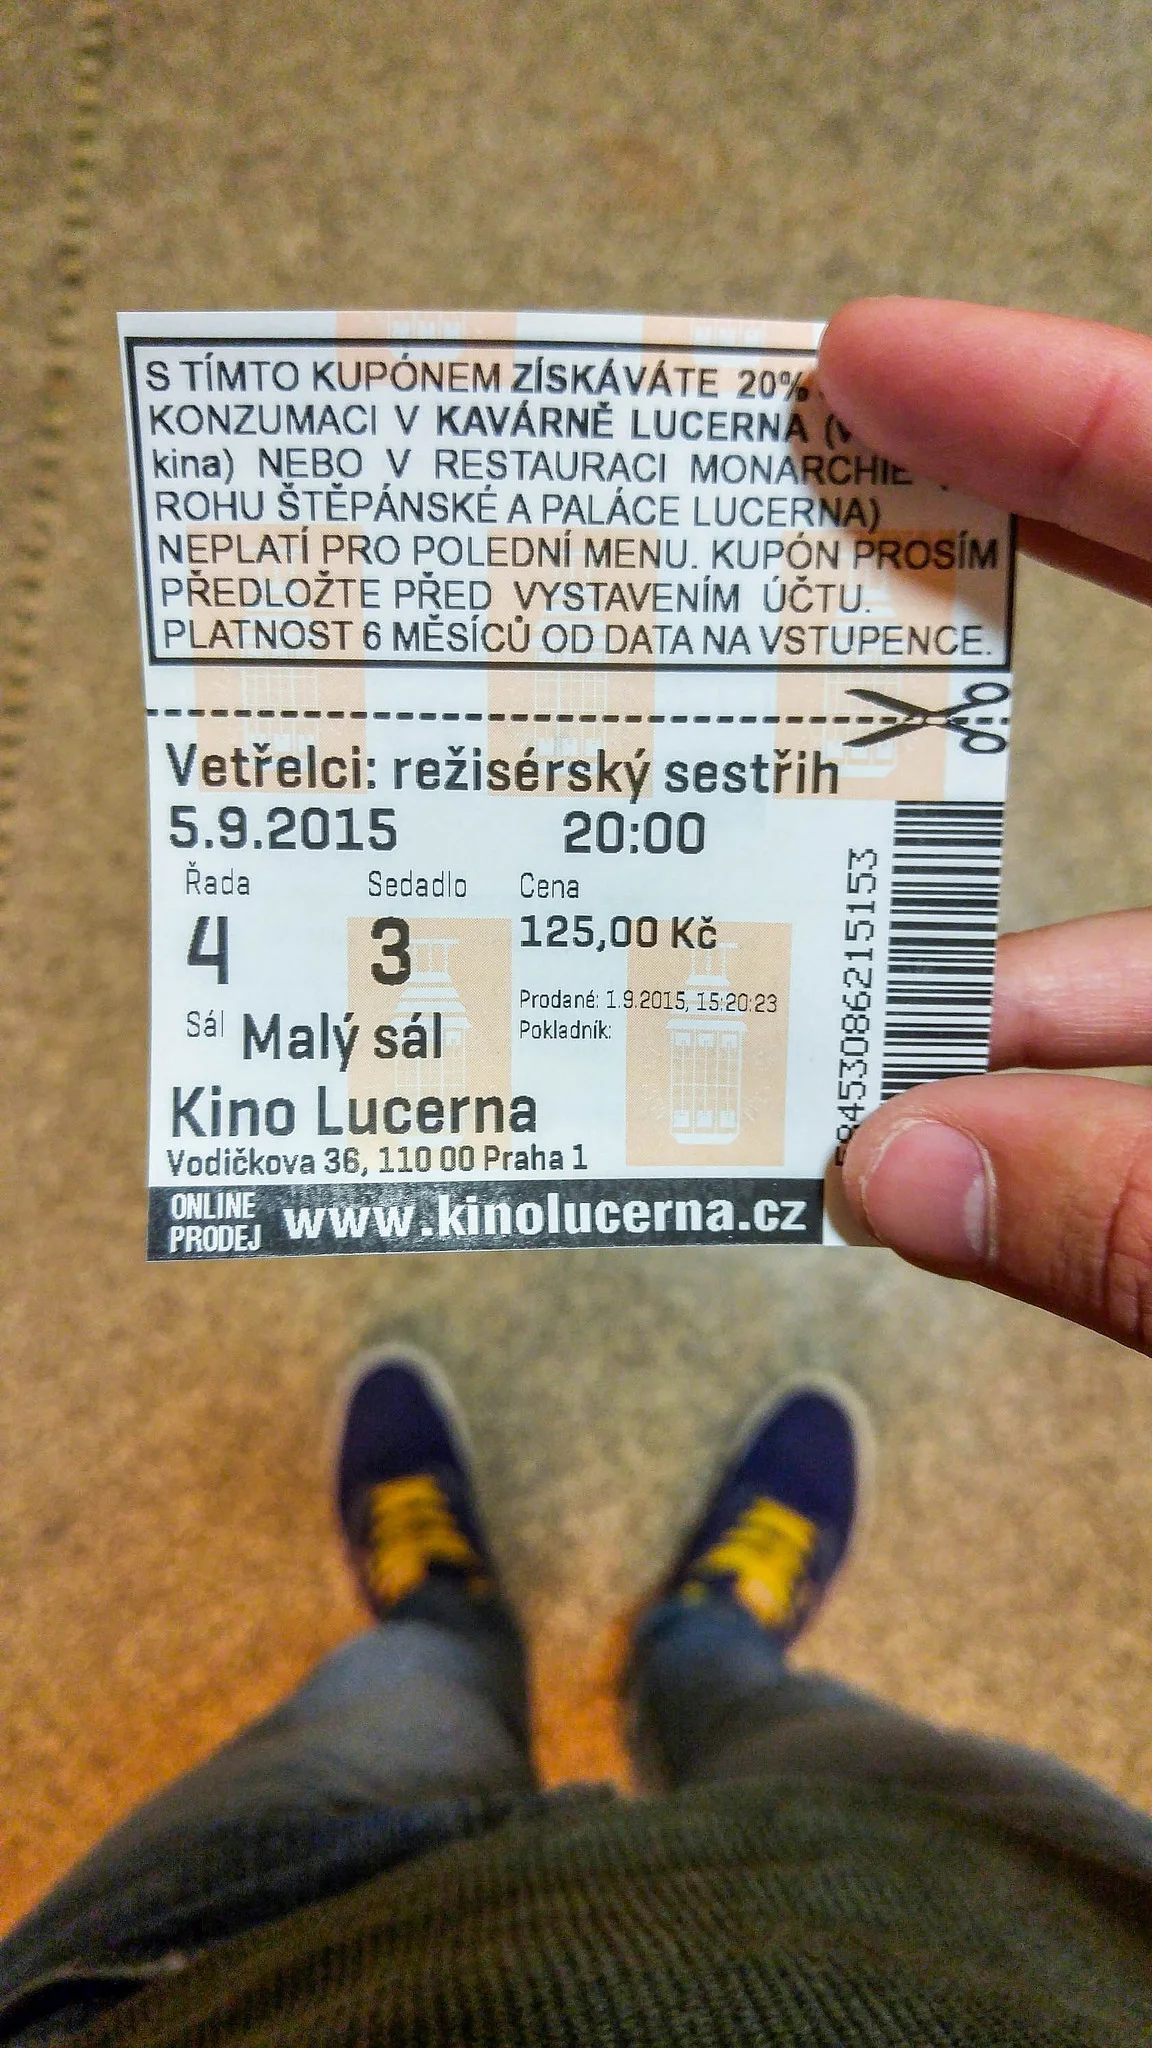 S TÍMTO KUPÓNEM ZÍSKÁVÁTE 20%
KONZUMACI V KAVÁRNĚ LUCERNA (V
kina) NEBO V RESTAURACI MONARCHIE
ROHU ŠTĚPÁNSKÉ A PALÁCE LUCERNA)
NEPLATÍ PRO POLEDNÍ MENU. KUPÓN PROSÍM
PŘEDLOŽTE PŘED VYSTAVENÍM ÚČTU.
PLATNOST 6 MĚSÍCŮ OD DATA NA VSTUPENCE.
Vetřelci: režisérský sestřih
5.9.2015 20:00
Řada Sedadlo Cena
4 3 125,00 Kč
Prodané: 1.9.2015, 15:20:23
Pokladník:
Sál Malý sál
Kino Lucerna
Vodičkova 36, 110 00 Praha 1
ONLINE
PRODEJ www.kinolucerna.cz